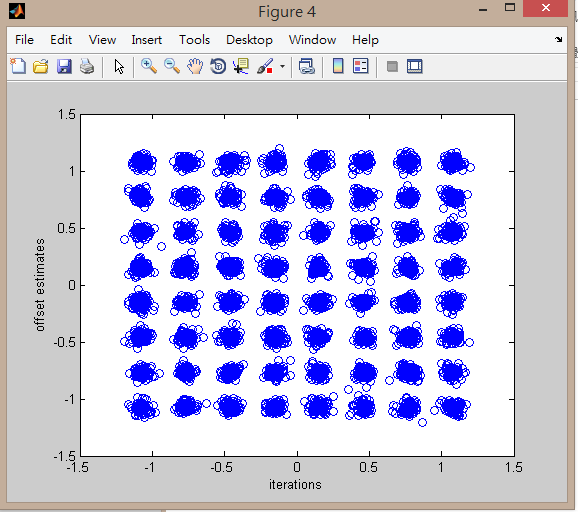 Figure 4
File Edit View Insert Tools Desktop Window Help
1.5
1
0.5
0
-0.5
-1
-1.5
offset estimates
-1.5 -1 -0.5 0 0.5 1 1.5
iterations